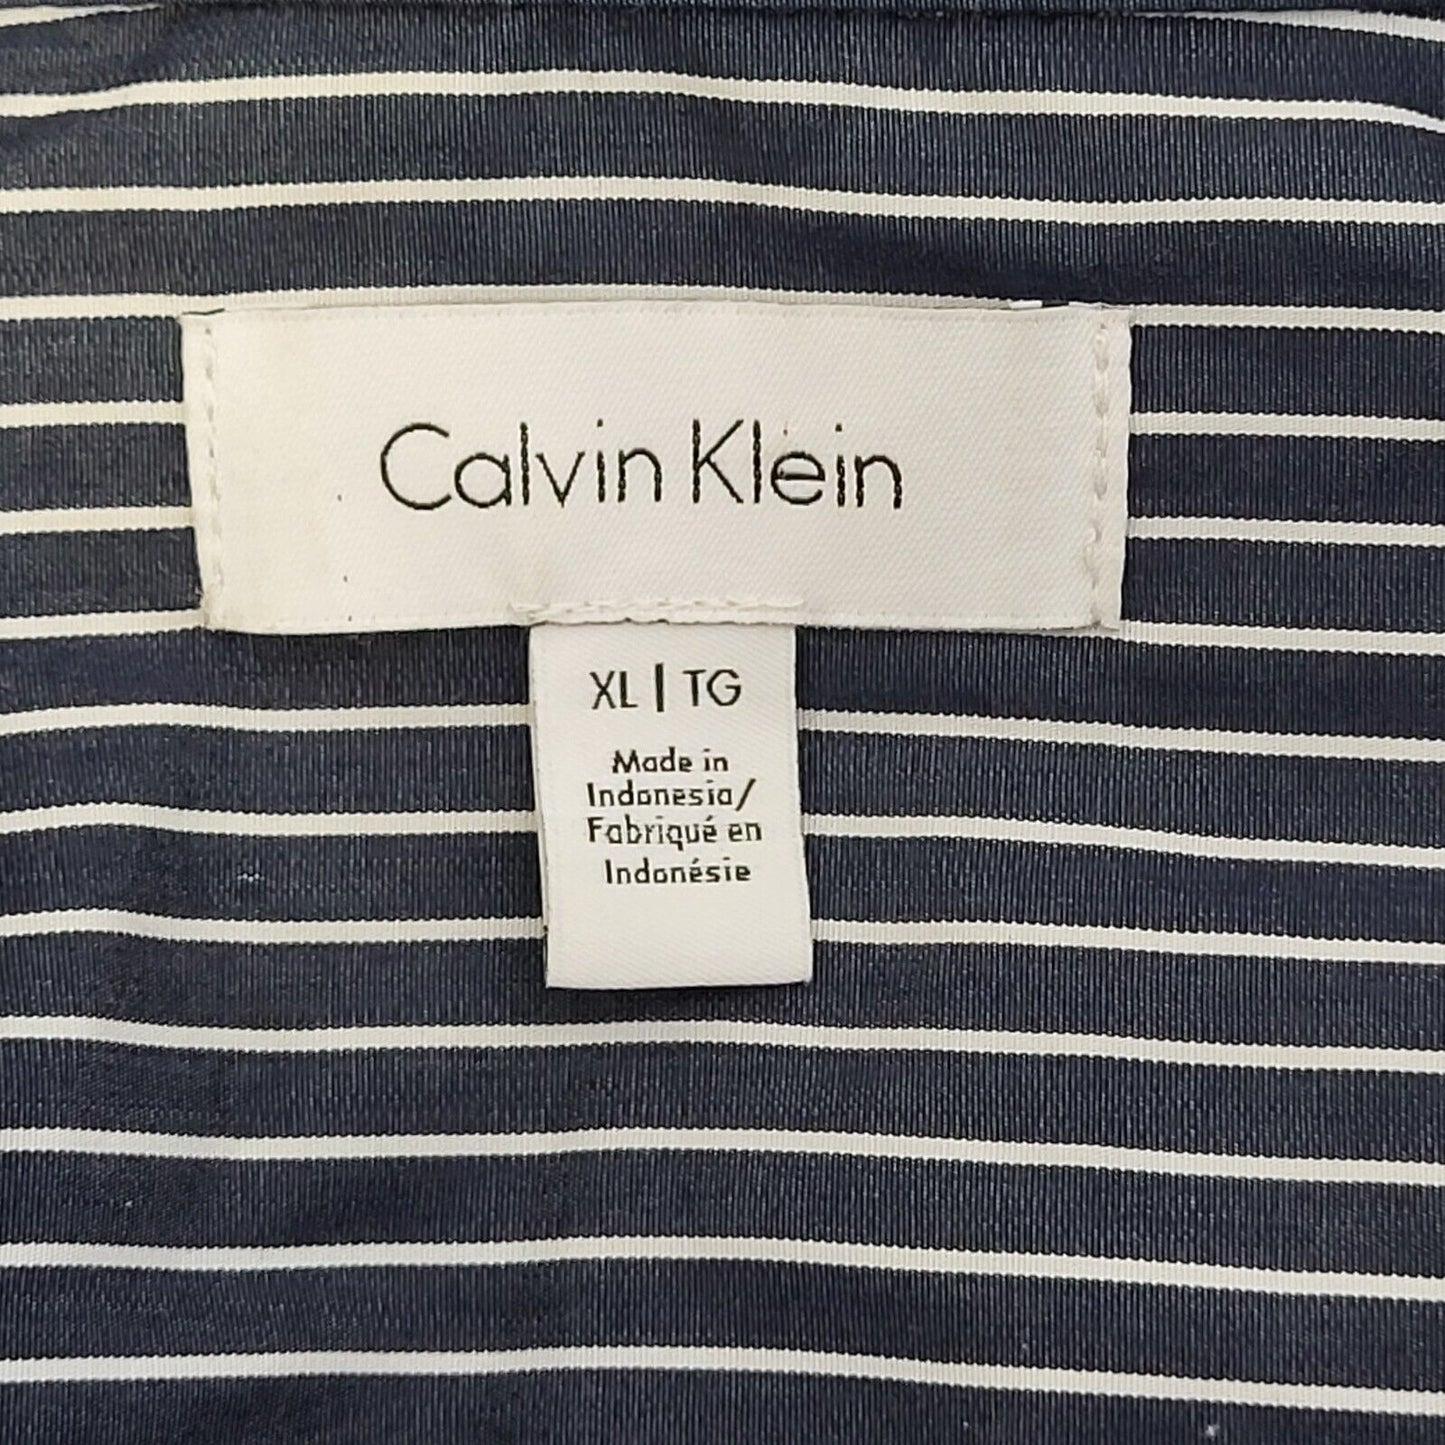 Calvin Klein
XL | TG
Made in
Indonesia/
Fabriqué en
Indonésie